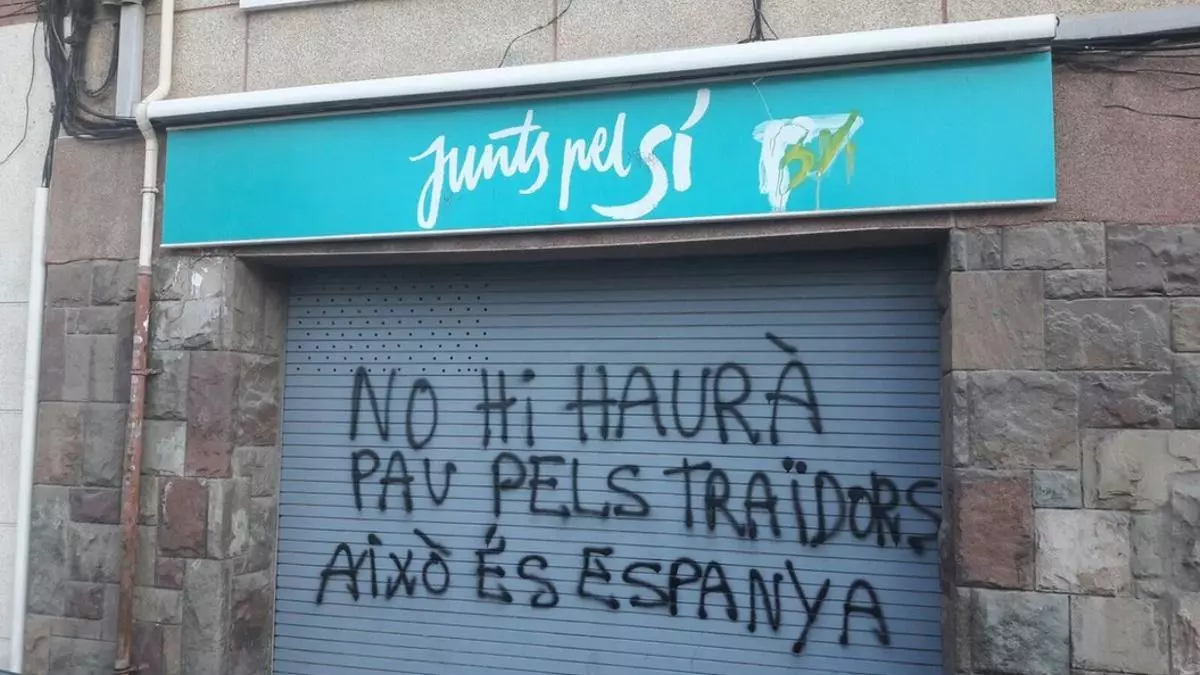 Junts pel Sí
NO Hi HAURÀ
PAU PELS TRAÏDORS
AIXÒ ÉS ESPANYA